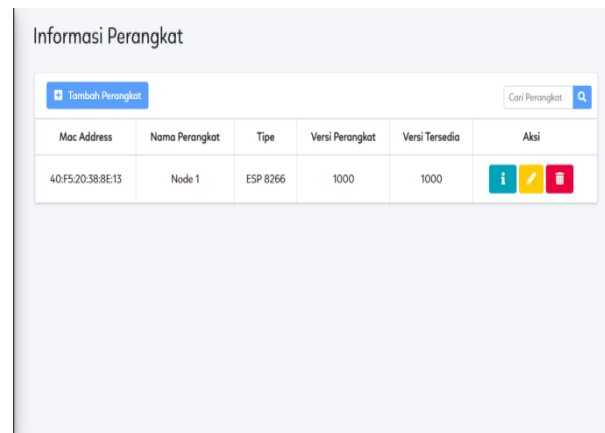 Informasi Perangkat
Tambah Perangkat Cari Perangkat
Mac Address Nama Perangkat Tipe Versi Perangkat Versi Tersedia Aksi
40:F5:20:38:8E:13 Node 1 ESP 8266 1000 1000 i